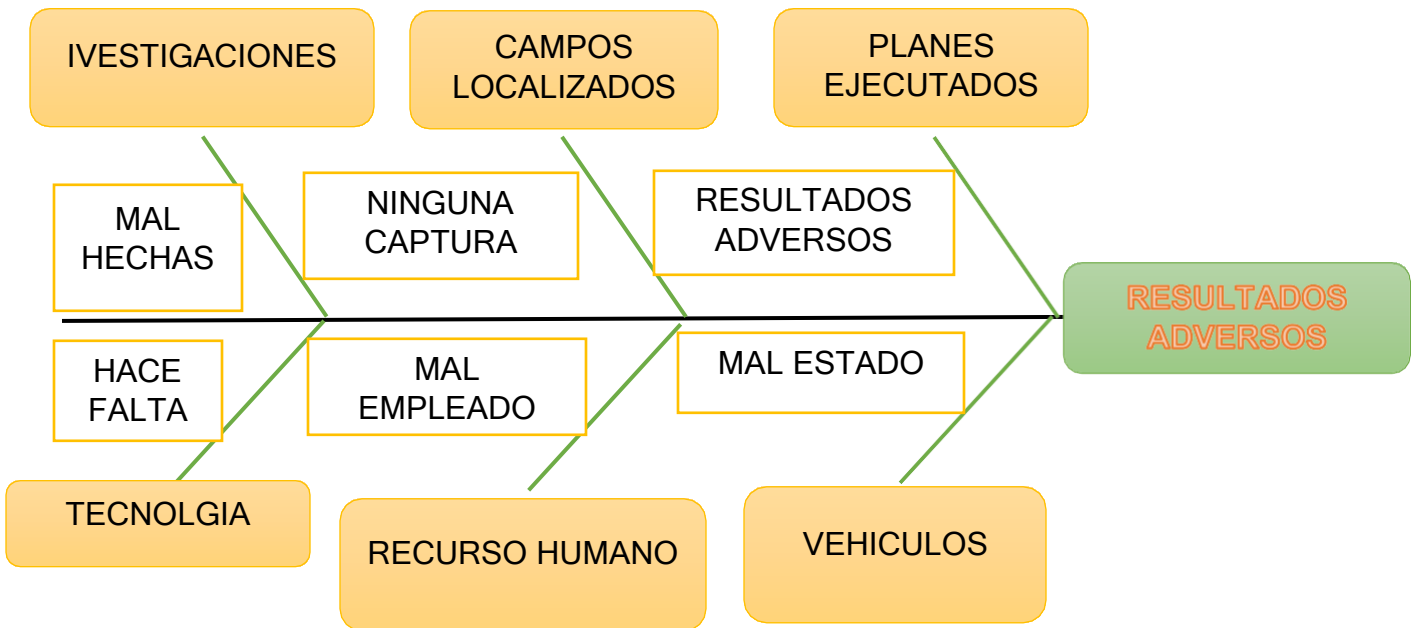 IVESTIGACIONES
CAMPOS
LOCALIZADOS
PLANES
EJECUTADOS
MAL
HECHAS
NINGUNA
CAPTURA
RESULTADOS
ADVERSOS
RESULTADOS
ADVERSOS
HACE
FALTA
MAL
EMPLEADO
MAL ESTADO
TECNOLGIA
RECURSO HUMANO
VEHICULOS